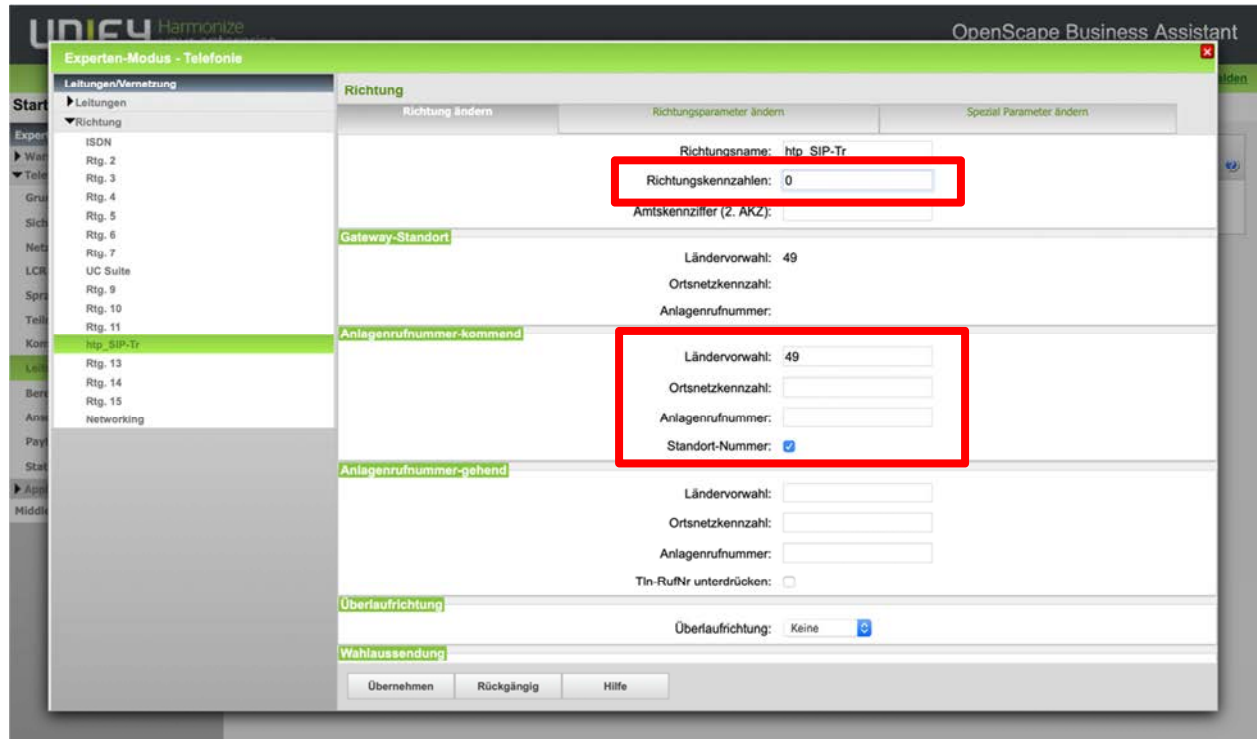 UNIFY Harmonize
your enterprise
OpenScape Business Assistant
Experten-Modus - Telefonie
Start
Leitungen/Vernetzung
Leitungen
Richtung
ISDN
Rtg. 2
Rtg. 3
Rtg. 4
Rtg. 5
Rtg. 6
Rtg. 7
UC Suite
Rtg. 9
Rtg. 10
Rtg. 11
htp_SIP-Tr
Rtg. 13
Rtg. 14
Rtg. 15
Networking
Richtung
Richtung ändern Richtungsparameter ändern Spezial Parameter ändern
Richtungsname: htp_SIP-Tr
Richtungskennzahlen: 0
Amtskennziffer (2. AKZ):
Gateway-Standort
Ländervorwahl: 49
Ortsnetzkennzahl:
Anlagenrufnummer:
Anlagenrufnummer-kommend
Ländervorwahl: 49
Ortsnetzkennzahl:
Anlagenrufnummer:
Standort-Nummer:
Anlagenrufnummer-gehend
Ländervorwahl:
Ortsnetzkennzahl:
Anlagenrufnummer:
Tln-RufNr unterdrücken:
Überlaufrichtung
Überlaufrichtung: Keine
Wahlaussendung
Übernehmen Rückgängig Hilfe